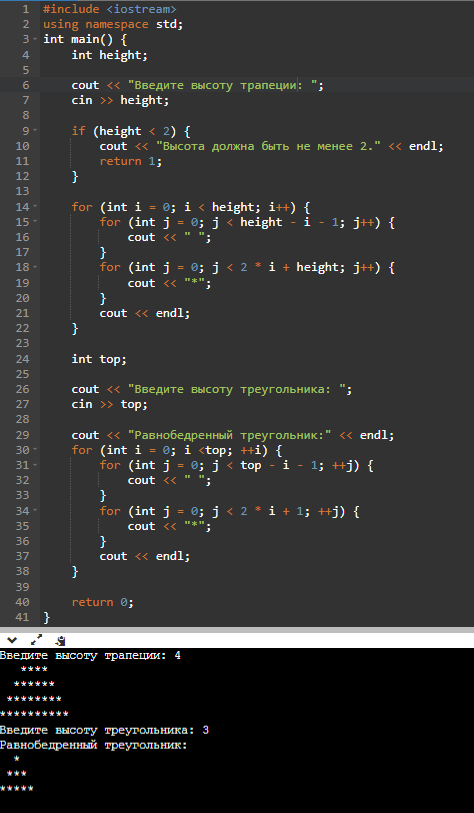 1 #include <iostream>
2 using namespace std;
3 int main() {
4     int height;
5
6     cout << "Введите высоту трапеции: ";
7     cin >> height;
8
9     if (height < 2) {
10         cout << "Высота должна быть не менее 2." << endl;
11         return 1;
12     }
13
14     for (int i = 0; i < height; i++) {
15         for (int j = 0; j < height - i - 1; j++) {
16             cout << " ";
17         }
18         for (int j = 0; j < 2 * i + height; j++) {
19             cout << "*";
20         }
21         cout << endl;
22     }
23
24     int top;
25
26     cout << "Введите высоту треугольника: ";
27     cin >> top;
28
29     cout << "Равнобедренный треугольник:" << endl;
30     for (int i = 0; i <top; ++i) {
31         for (int j = 0; j < top - i - 1; ++j) {
32             cout << " ";
33         }
34         for (int j = 0; j < 2 * i + 1; ++j) {
35             cout << "*";
36         }
37         cout << endl;
38     }
39
40     return 0;
41 }
Введите высоту трапеции: 4
   ****
  ******
 ********
**********
Введите высоту треугольника: 3
Равнобедренный треугольник:
  *
 ***
*****